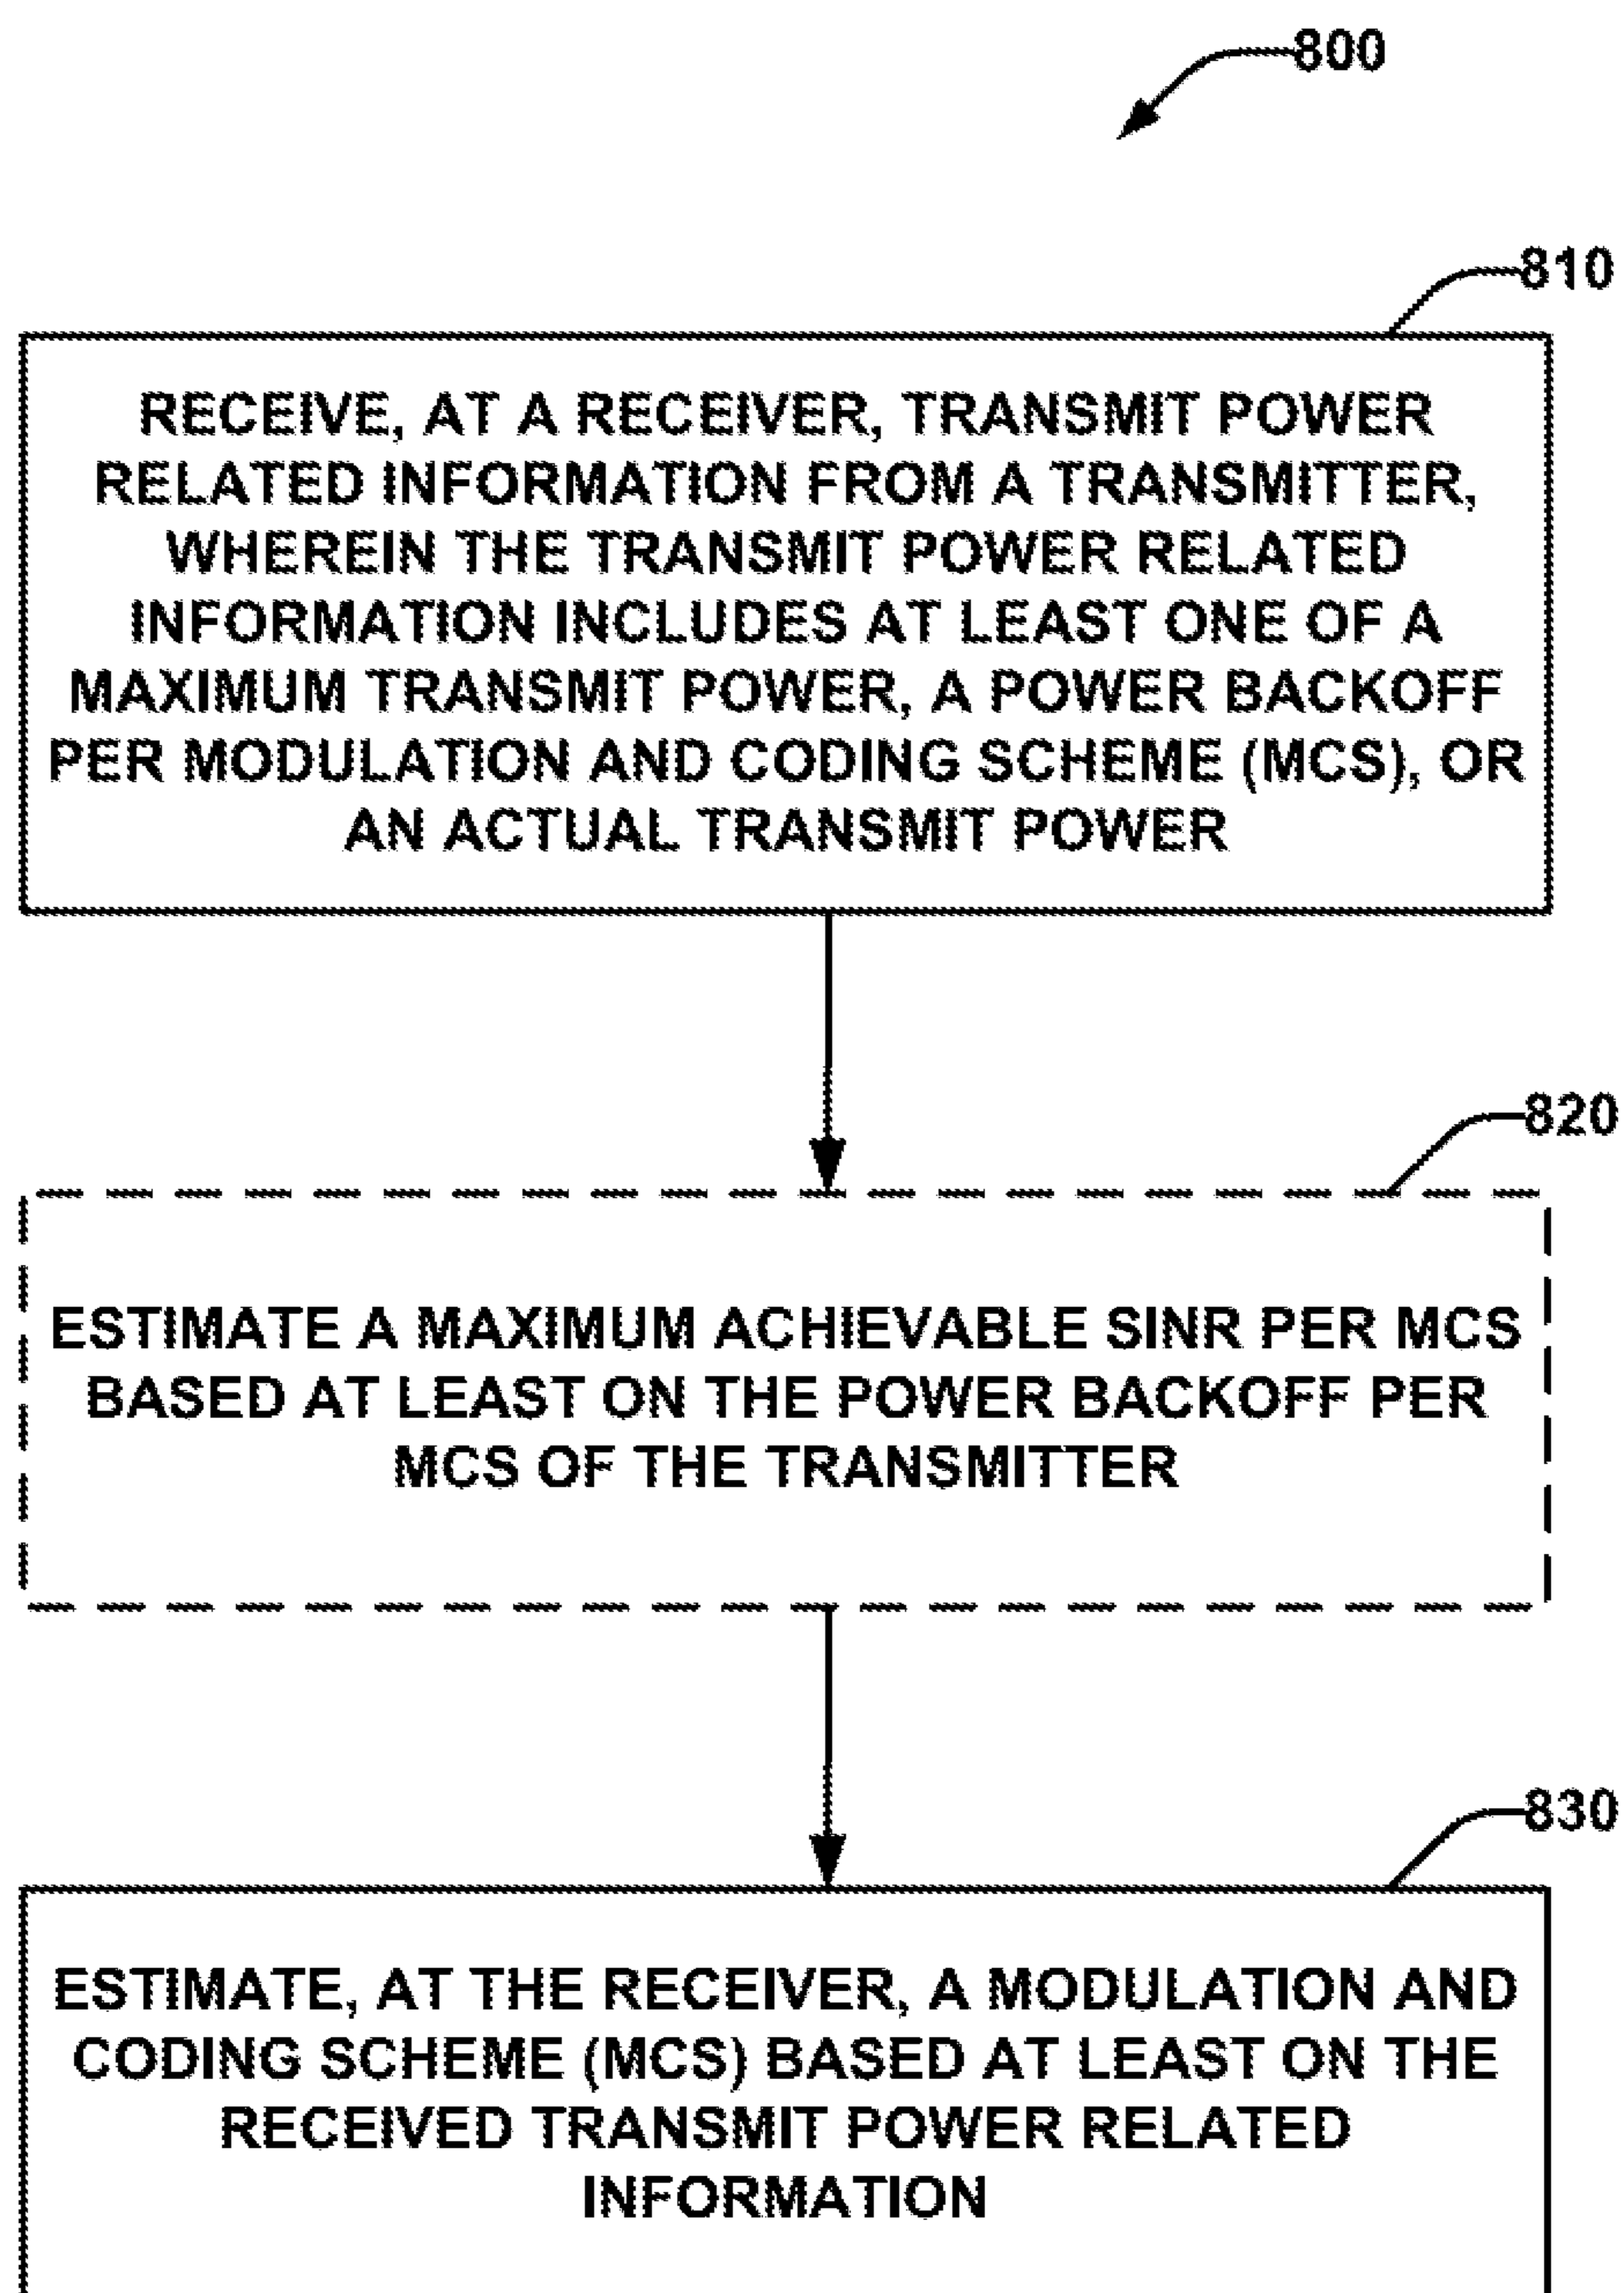 800
810
RECEIVE, AT A RECEIVER, TRANSMIT POWER
RELATED INFORMATION FROM A TRANSMITTER,
WHEREIN THE TRANSMIT POWER RELATED
INFORMATION INCLUDES AT LEAST ONE OF A
MAXIMUM TRANSMIT POWER, A POWER BACKOFF
PER MODULATION AND CODING SCHEME (MCS), OR
AN ACTUAL TRANSMIT POWER
820
ESTIMATE A MAXIMUM ACHIEVABLE SINR PER MCS
BASED AT LEAST ON THE POWER BACKOFF PER
MCS OF THE TRANSMITTER
830
ESTIMATE, AT THE RECEIVER, A MODULATION AND
CODING SCHEME (MCS) BASED AT LEAST ON THE
RECEIVED TRANSMIT POWER RELATED
INFORMATION